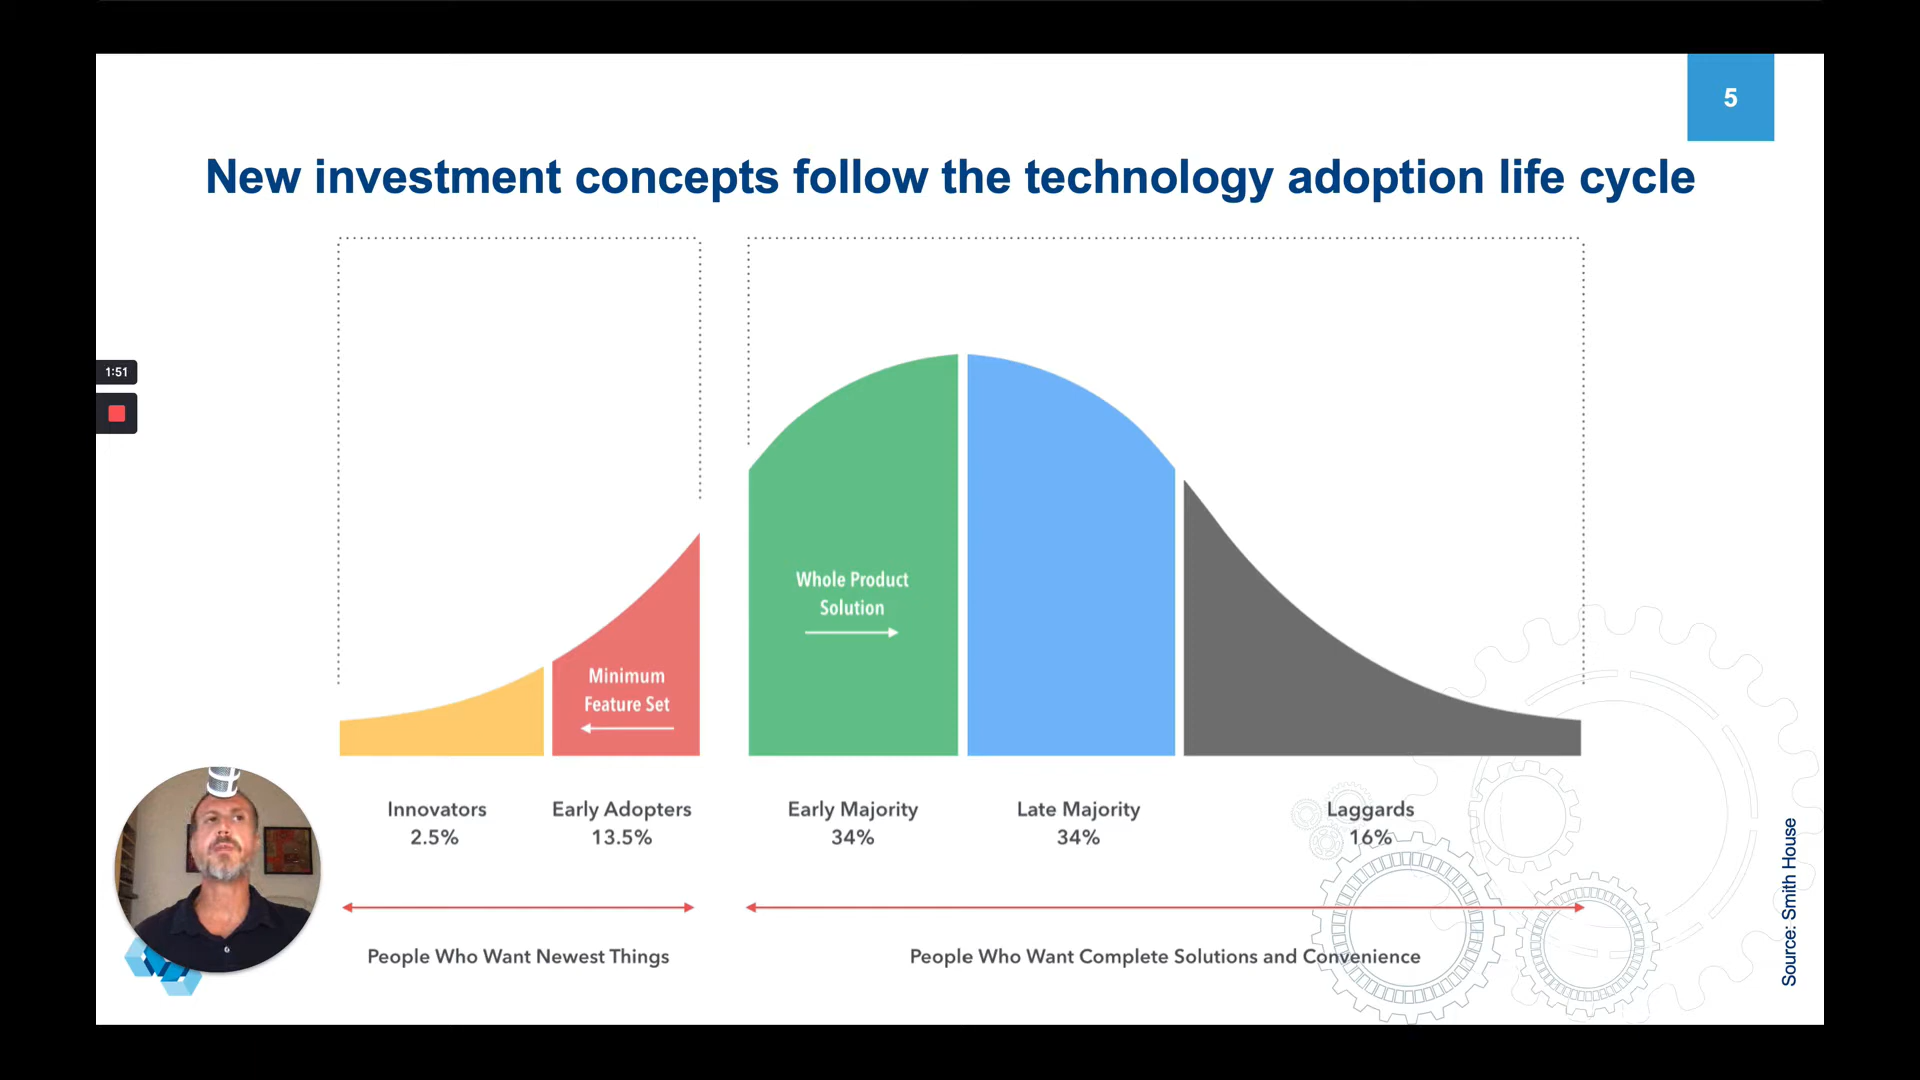 5
New investment concepts follow the technology adoption life cycle
1:51
Whole Product
Solution
Minimum
Feature Set
Innovators
2.5%
Early Adopters
13.5%
Early Majority
34%
Late Majority
34%
Laggards
16%
People Who Want Newest Things
People Who Want Complete Solutions and Convenience
Source: Smith House